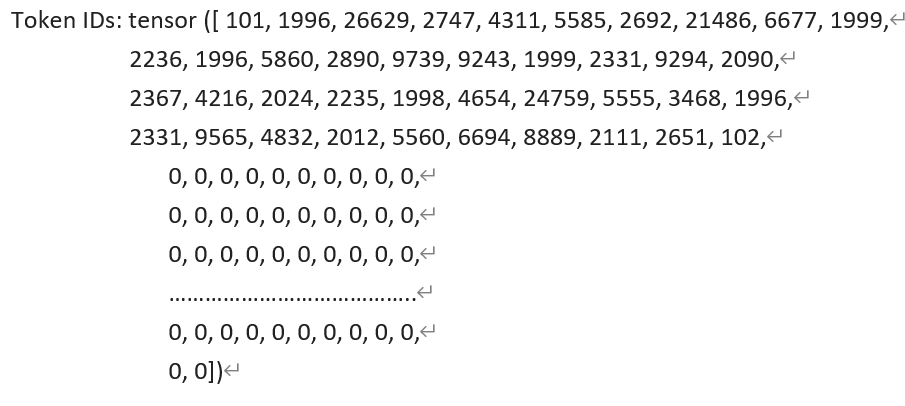 Token IDs: tensor ([ 101, 1996, 26629, 2747, 4311, 5585, 2692, 21486, 6677, 1999,
2236, 1996, 5860, 2890, 9739, 9243, 1999, 2331, 9294, 2090,
2367, 4216, 2024, 2235, 1998, 4654, 24759, 5555, 3468, 1996,
2331, 9565, 4832, 2012, 5560, 6694, 8889, 2111, 2651, 102,
0, 0, 0, 0, 0, 0, 0, 0, 0, 0,
0, 0, 0, 0, 0, 0, 0, 0, 0, 0,
0, 0, 0, 0, 0, 0, 0, 0, 0, 0,
…………………………………..
0, 0, 0, 0, 0, 0, 0, 0, 0, 0,
0, 0])